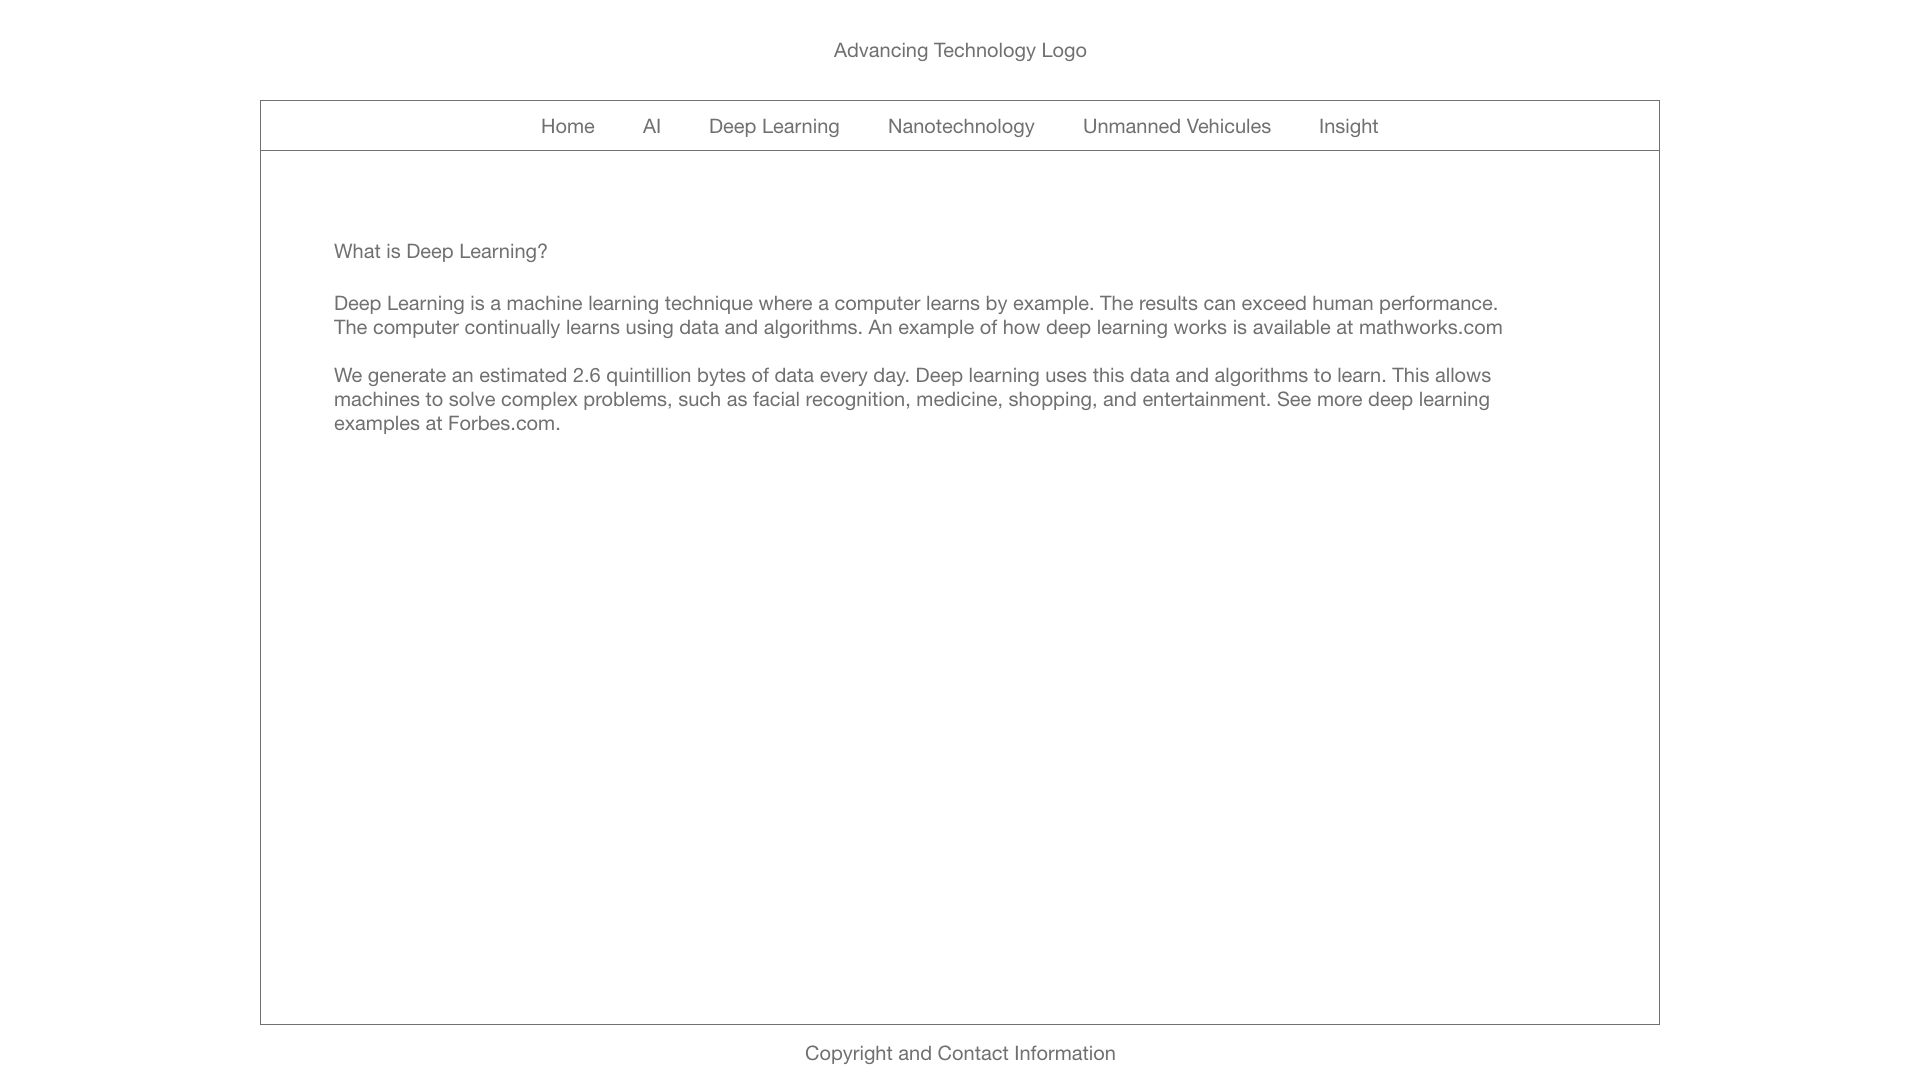 Advancing Technology Logo
Home AI Deep Learning Nanotechnology Unmanned Vehicules Insight
What is Deep Learning?
Deep Learning is a machine learning technique where a computer learns by example. The results can exceed human performance.
The computer continually learns using data and algorithms. An example of how deep learning works is available at mathworks.com
We generate an estimated 2.6 quintillion bytes of data every day. Deep learning uses this data and algorithms to learn. This allows
machines to solve complex problems, such as facial recognition, medicine, shopping, and entertainment. See more deep learning
examples at Forbes.com.
Copyright and Contact Information